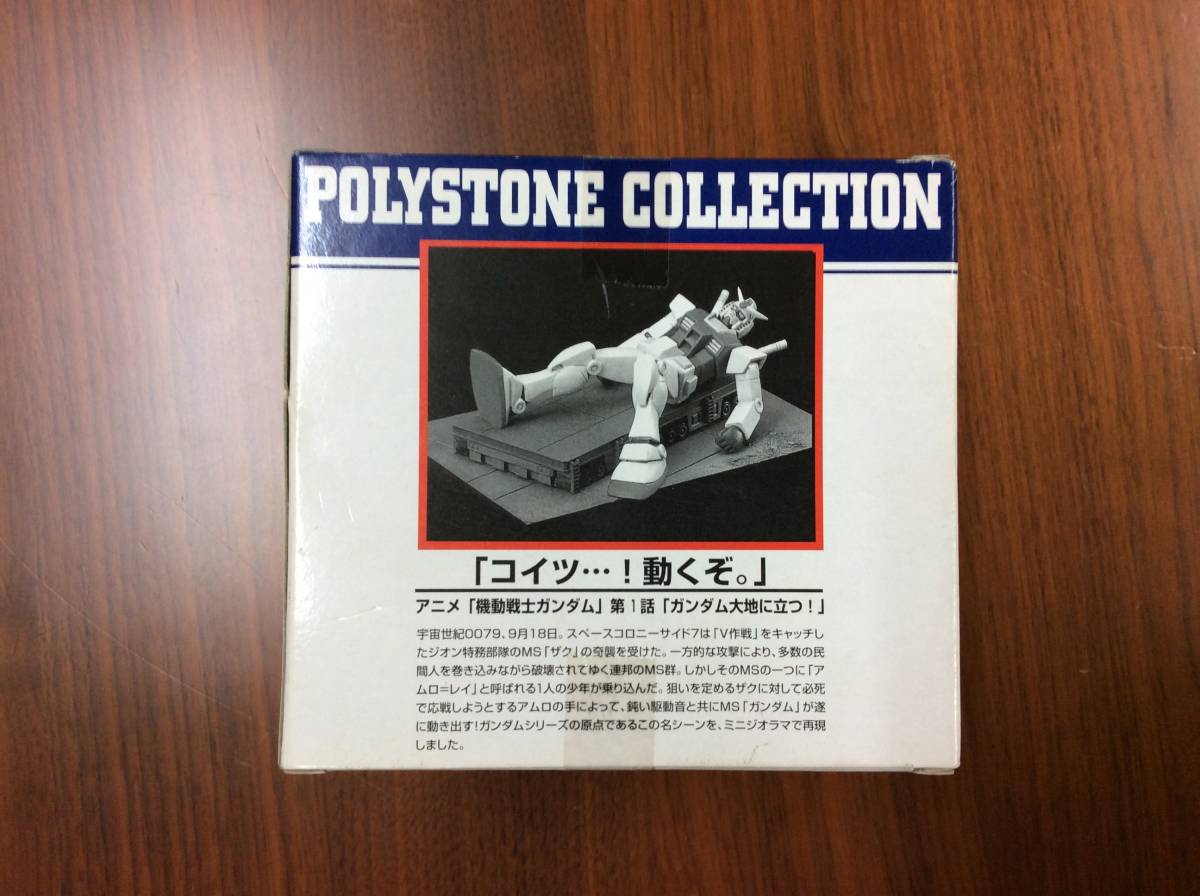 POLYSTONE COLLECTION
「コイツ…！動くぞ。」
アニメ「機動戦士ガンダム」第1話「ガンダム大地に立つ！」
宇宙世紀0079、9月18日。スペースコロニーサイド7は「V作戦」をキャッチし
たジオン特務部隊のMS「ザク」の奇襲を受けた。一方的な攻撃により、多数の民
間人を巻き込みながら破壊されてゆく連邦のMS群。しかしそのMSの一つに「ア
ムロ=レイ」と呼ばれる1人の少年が乗り込んだ。狙いを定めるザクに対して必死
で応戦しようとするアムロの手によって、鈍い駆動音と共にMS「ガンダム」が遂
に動き出す!ガンダムシリーズの原点であるこの名シーンを、ミニジオラマで再現
しました。